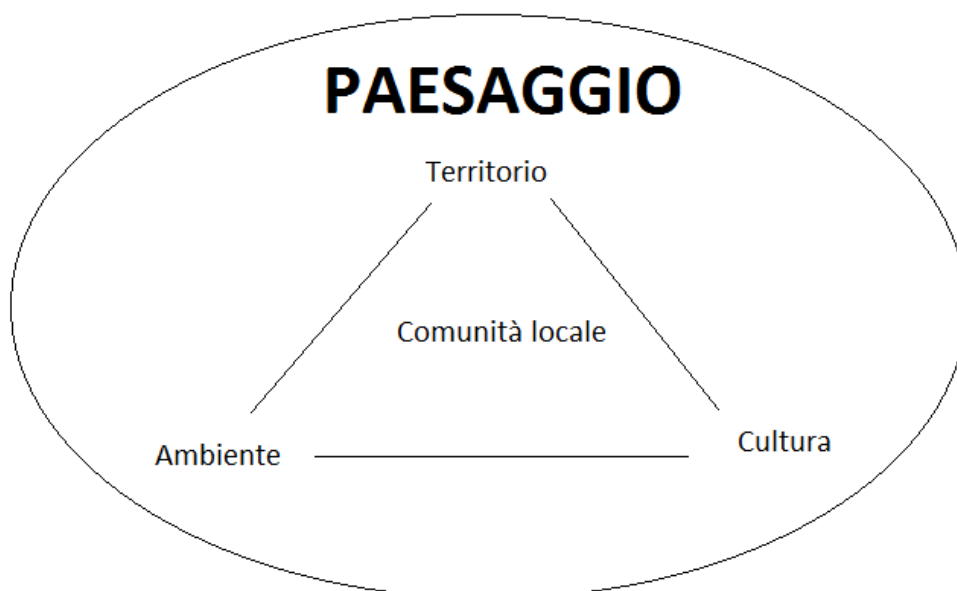 PAESAGGIO
Territorio
Comunità locale
Ambiente
Cultura